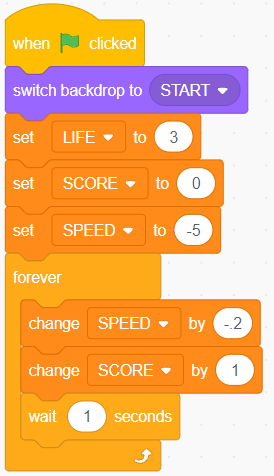 when clicked
switch backdrop to START
set LIFE to 3
set SCORE to 0
set SPEED to -5
forever
change SPEED by -.2
change SCORE by 1
wait 1 seconds